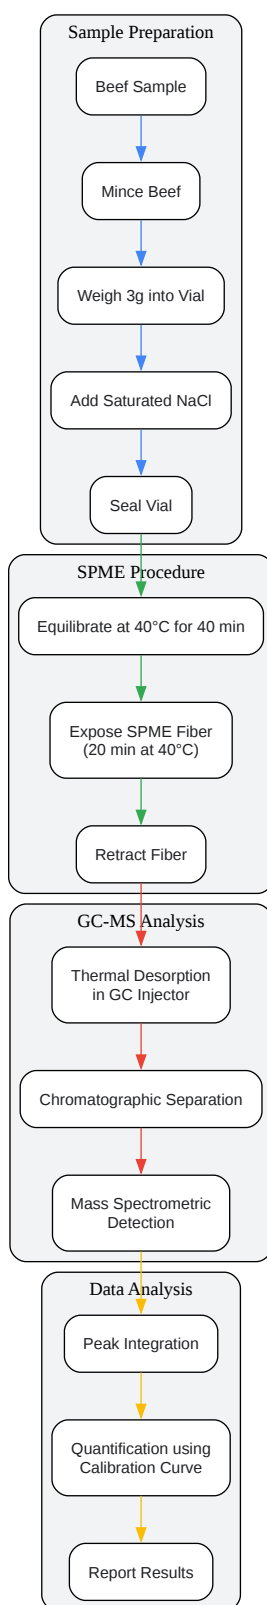 Sample Preparation
Beef Sample
Mince Beef
Weigh 3g into Vial
Add Saturated NaCl
Seal Vial
SPME Procedure
Equilibrate at 40°C for 40 min
Expose SPME Fiber
(20 min at 40°C)
Retract Fiber
GC-MS Analysis
Thermal Desorption
in GC Injector
Chromatographic Separation
Mass Spectrometric
Detection
Data Analysis
Peak Integration
Quantification using
Calibration Curve
Report Results